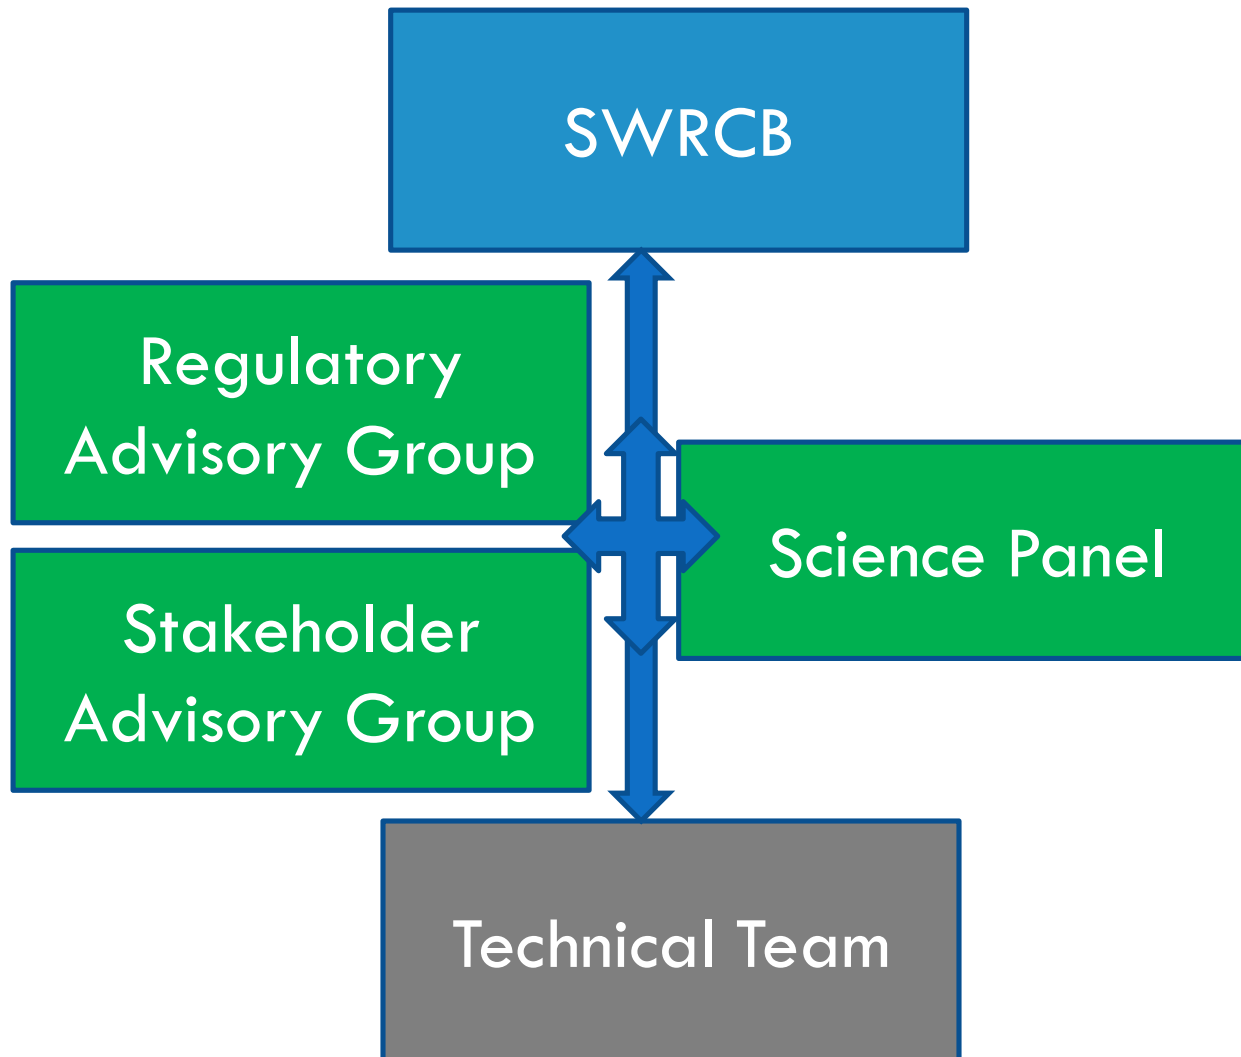 SWRCB
Regulatory
Advisory Group
Science Panel
Stakeholder
Advisory Group
Technical Team